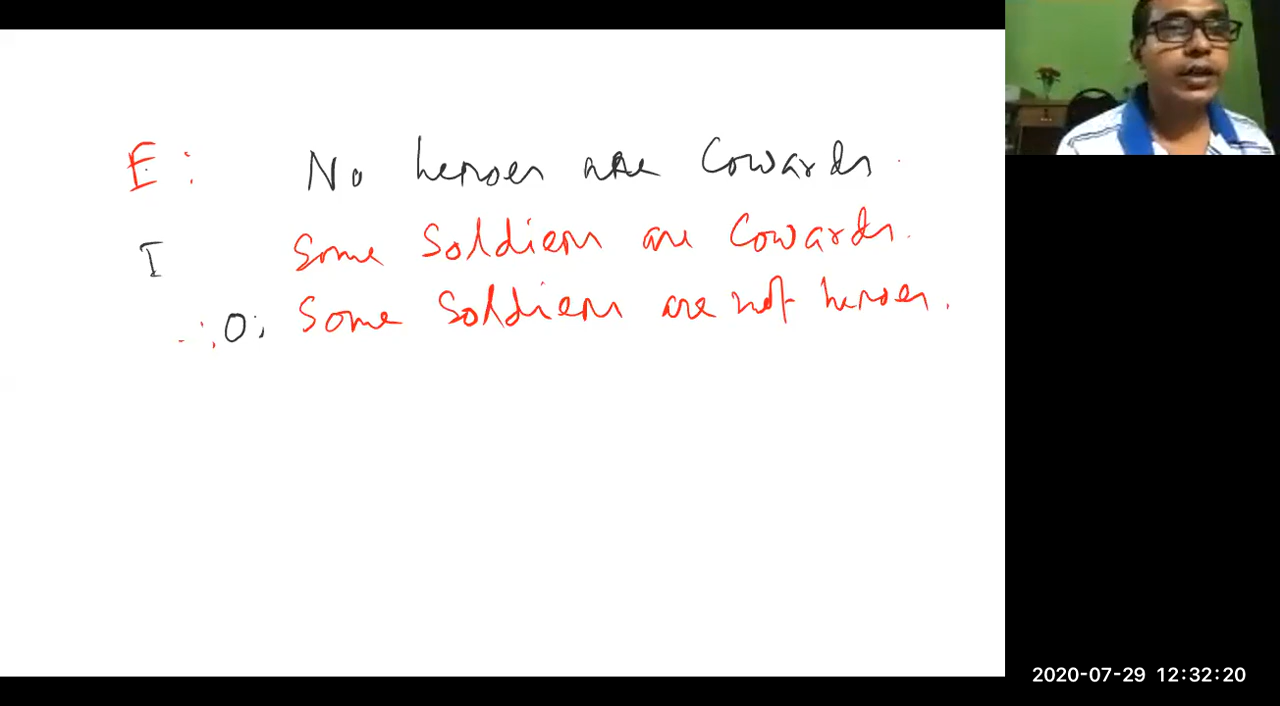 E: No heroes are Cowards.
I Some Soldiers are Cowards.
∴ O: Some Soldiers are not heroes.
2020-07-29 12:32:20